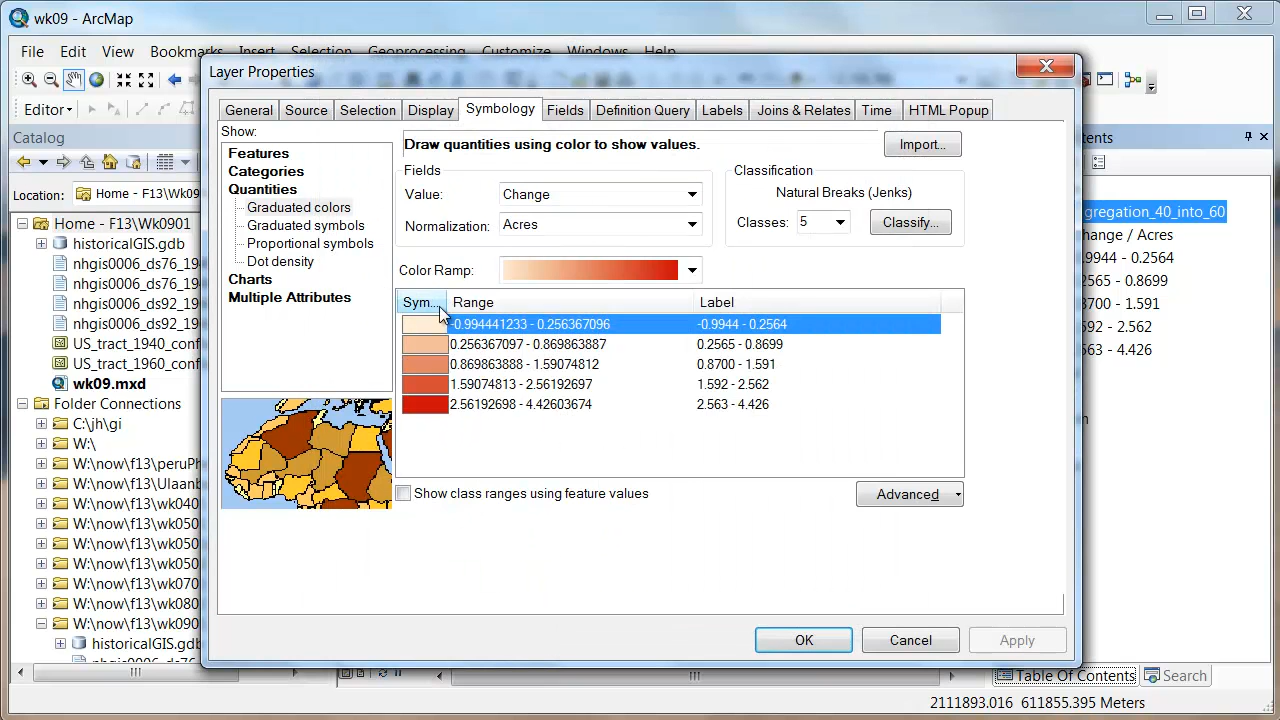 wk09 - ArcMap
File Edit View Bookmarks Insert Selection Geoprocessing Customize Windows Help
Layer Properties
Editor
General Source Selection Display Symbology Fields Definition Query Labels Joins & Relates Time HTML Popup
Catalog
Show:
Features
Categories
Quantities
Graduated colors
Graduated symbols
Proportional symbols
Dot density
Charts
Multiple Attributes
Draw quantities using color to show values.
Import...
Fields
Value: Change
Normalization: Acres
Classification
Natural Breaks (Jenks)
Classes: 5 Classify...
Color Ramp:
Sym... Range Label
-0.994441233 - 0.256367096 -0.9944 - 0.2564
0.256367097 - 0.869863887 0.2565 - 0.8699
0.869863888 - 1.59074812 0.8700 - 1.591
1.59074813 - 2.56192697 1.592 - 2.562
2.56192698 - 4.42603674 2.563 - 4.426
Show class ranges using feature values
Advanced
OK Cancel Apply
Location: Home - F13\Wk09
Home - F13\Wk0901
historicalGIS.gdb
nhgis0006_ds76_19
nhgis0006_ds76_19
nhgis0006_ds92_19
nhgis0006_ds92_19
US_tract_1940_conf
US_tract_1960_conf
wk09.mxd
Folder Connections
C:\jh\gi
W:\
W:\now\f13\peruPh
W:\now\f13\Ulaanb
W:\now\f13\wk040
W:\now\f13\wk050
W:\now\f13\wk050
W:\now\f13\wk050
W:\now\f13\wk070
W:\now\f13\wk080
W:\now\f13\wk090
historicalGIS.gdb
ents
gregation_40_into_60
hange / Acres
.9944 - 0.2564
2565 - 0.8699
8700 - 1.591
592 - 2.562
563 - 4.426
Table Of Contents Search
2111893.016 611855.395 Meters